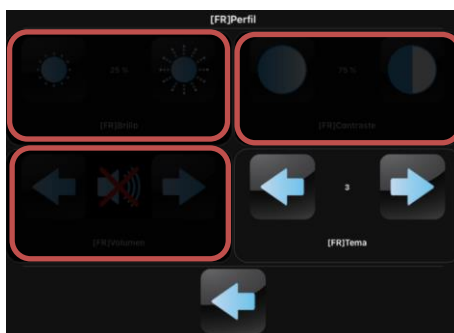 [FR]Perfil
25 %
75 %
[FR]Brillo
[FR]Contraste
3
[FR]Volumen
[FR]Tema